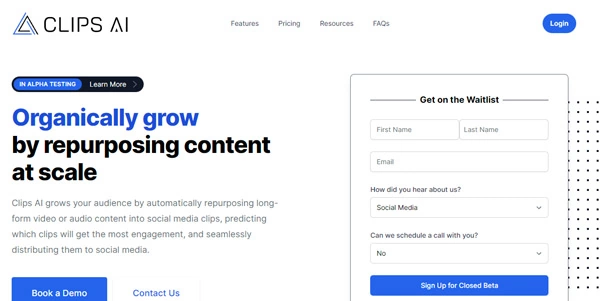 CLIPS AI
Features
Pricing
Resources
FAQs
Login
IN ALPHA TESTING
Learn More
Organically grow
by repurposing content
at scale
Clips AI grows your audience by automatically repurposing long-
form video or audio content into social media clips, predicting
which clips will get the most engagement, and seamlessly
distributing them to social media.
Book a Demo
Contact Us
Get on the Waitlist
First Name
Last Name
Email
How did you hear about us?
Social Media
Can we schedule a call with you?
No
Sign Up for Closed Beta